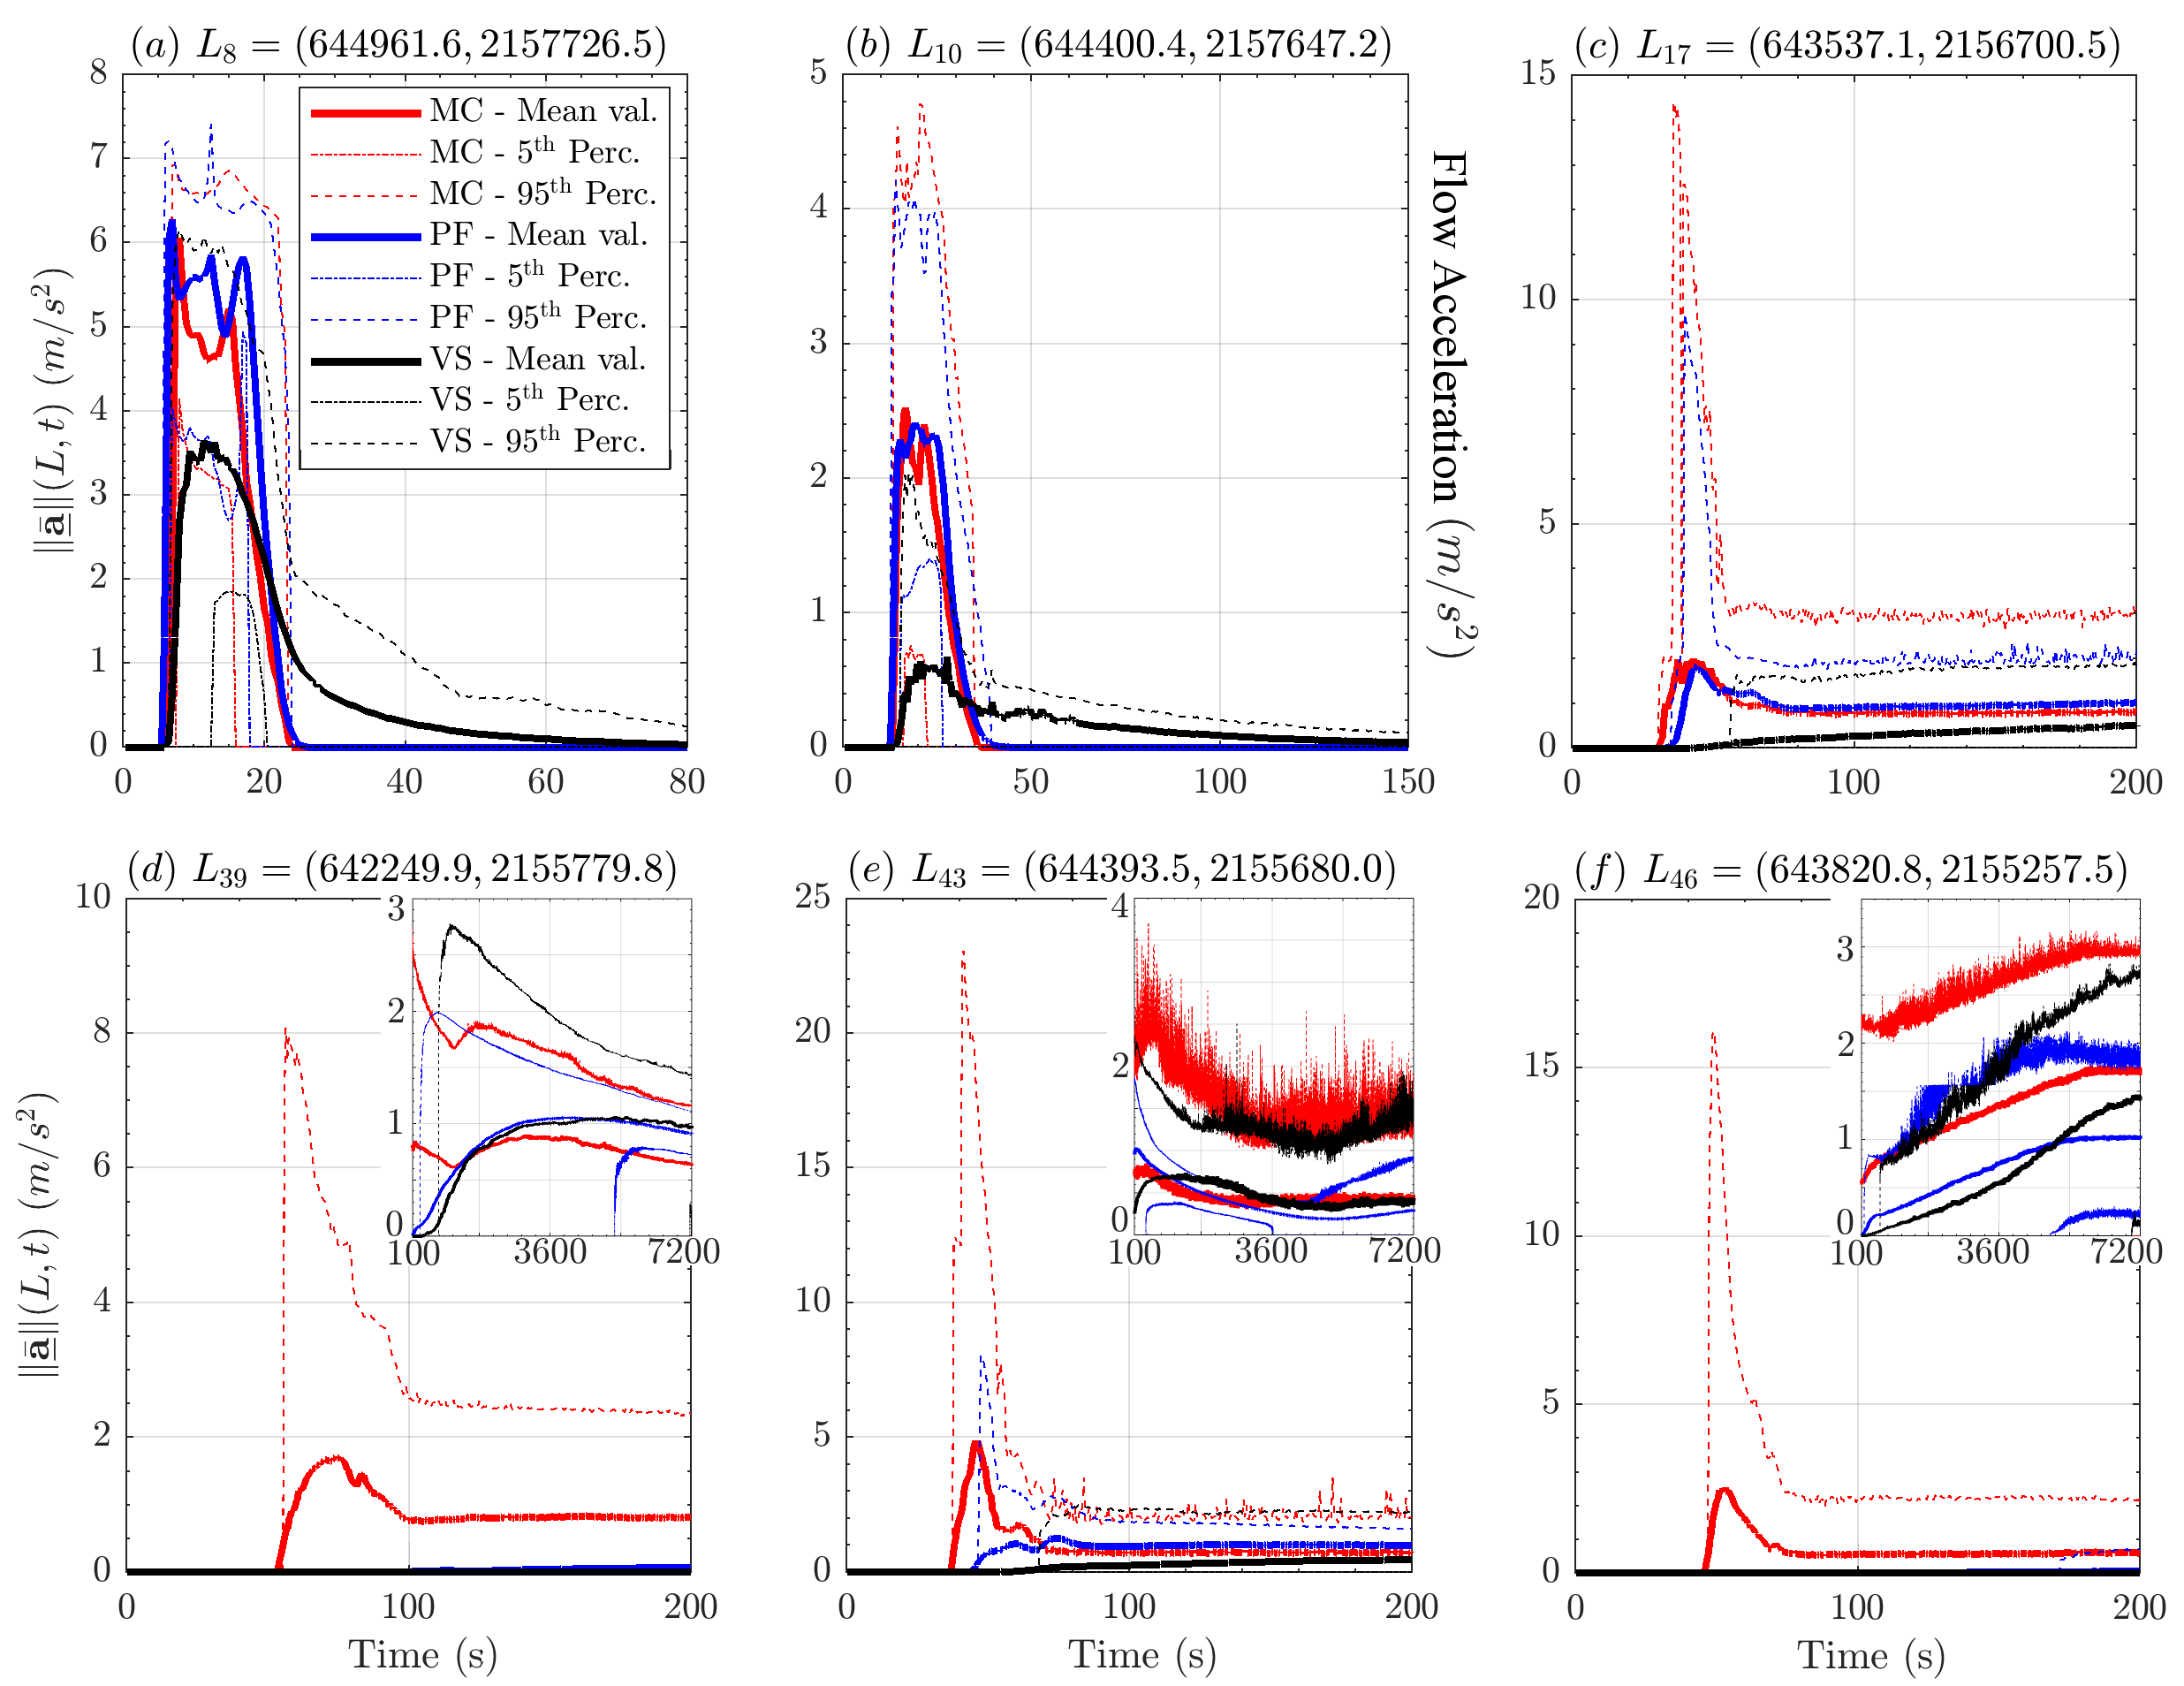 (a) L₈ = (644961.6, 2157726.5)
(b) L₁₀ = (644400.4, 2157647.2)
(c) L₁₇ = (643537.1, 2156700.5)
‖ā̲‖(L, t) (m/s²)
8
7
6
5
4
3
2
1
0
0 20 40 60 80
MC - Mean val.
MC - 5th Perc.
MC - 95th Perc.
PF - Mean val.
PF - 5th Perc.
PF - 95th Perc.
VS - Mean val.
VS - 5th Perc.
VS - 95th Perc.
5
4
3
2
1
0
0 50 100 150
Flow Acceleration (m/s²)
15
10
5
0
0 100 200
(d) L₃₉ = (642249.9, 2155779.8)
(e) L₄₃ = (644393.5, 2155680.0)
(f) L₄₆ = (643820.8, 2155257.5)
‖ā̲‖(L, t) (m/s²)
10
8
6
4
2
0
0 100 200
Time (s)
3
2
1
0
100 3600 7200
25
20
15
10
5
0
0 100 200
Time (s)
4
2
0
100 3600 7200
20
15
10
5
0
0 100 200
Time (s)
3
2
1
0
100 3600 7200